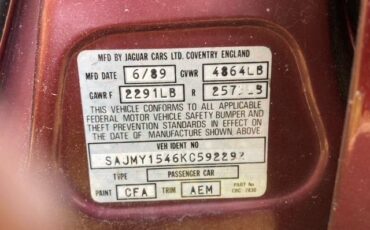 MFD BY JAGUAR CARS LTD. COVENTRY ENGLAND
MFD DATE 6/89 GVWR 4864LB
GAWR F 2291LB R
THIS VEHICLE CONFORMS TO ALL APPLICABLE
FEDERAL MOTOR VEHICLE SAFETY BUMPER AND
THEFT PREVENTION STANDARDS IN EFFECT ON
THE DATE OF MANUFACTURE SHOWN ABOVE
VEH IDENT NO
TYPE PASSENGER CAR
PAINT CFA TRIM AEM PART No